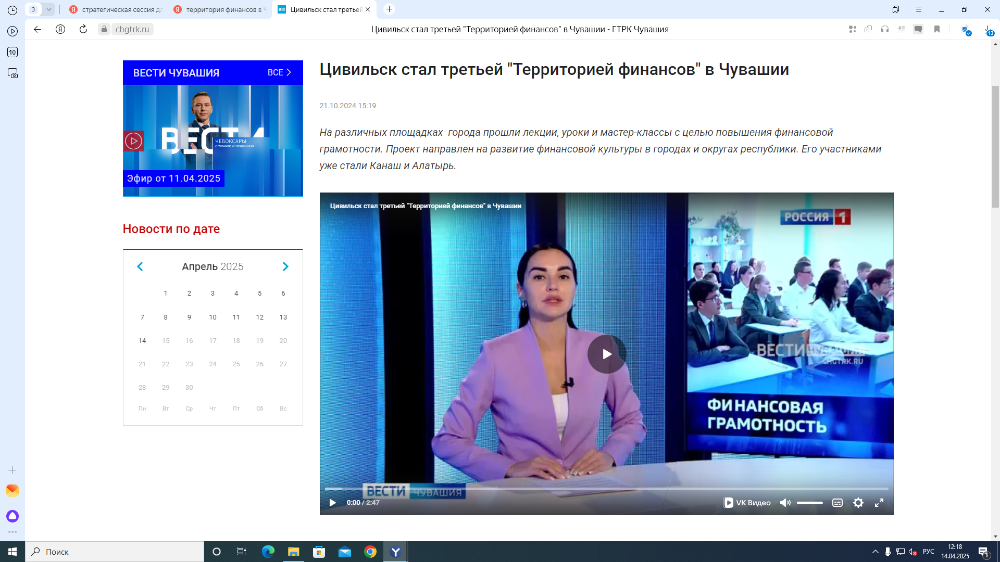 3
стратегическая сессия дл
территория финансов в Ч
Цивильск стал третьей
chgtrk.ru
Цивильск стал третьей "Территорией финансов" в Чувашии - ГТРК Чувашия
13
10
ВЕСТИ ЧУВАШИЯ
ВСЕ
ВЕСТИ
ЧЕБОКСАРЫ
с Михаилом Нагоркиным
Эфир от 11.04.2025
Новости по дате
Апрель 2025
1 2 3 4 5 6
7 8 9 10 11 12 13
14 15 16 17 18 19 20
21 22 23 24 25 26 27
28 29 30
Пн Вт Ср Чт Пт Сб Вс
Цивильск стал третьей "Территорией финансов" в Чувашии
21.10.2024 15:19
На различных площадках города прошли лекции, уроки и мастер-классы с целью повышения финансовой
грамотности. Проект направлен на развитие финансовой культуры в городах и округах республики. Его участниками
уже стали Канаш и Алатырь.
Цивильск стал третьей "Территорией финансов" в Чувашии
РОССИЯ 1
ВЕСТИ
CHGTRK.RU
ФИНАНСОВАЯ
ГРАМОТНОСТЬ
ВЕСТИ ЧУВАШИЯ
0:00 / 2:47
VK Видео
Поиск
РУС
12:18
14.04.2025
1